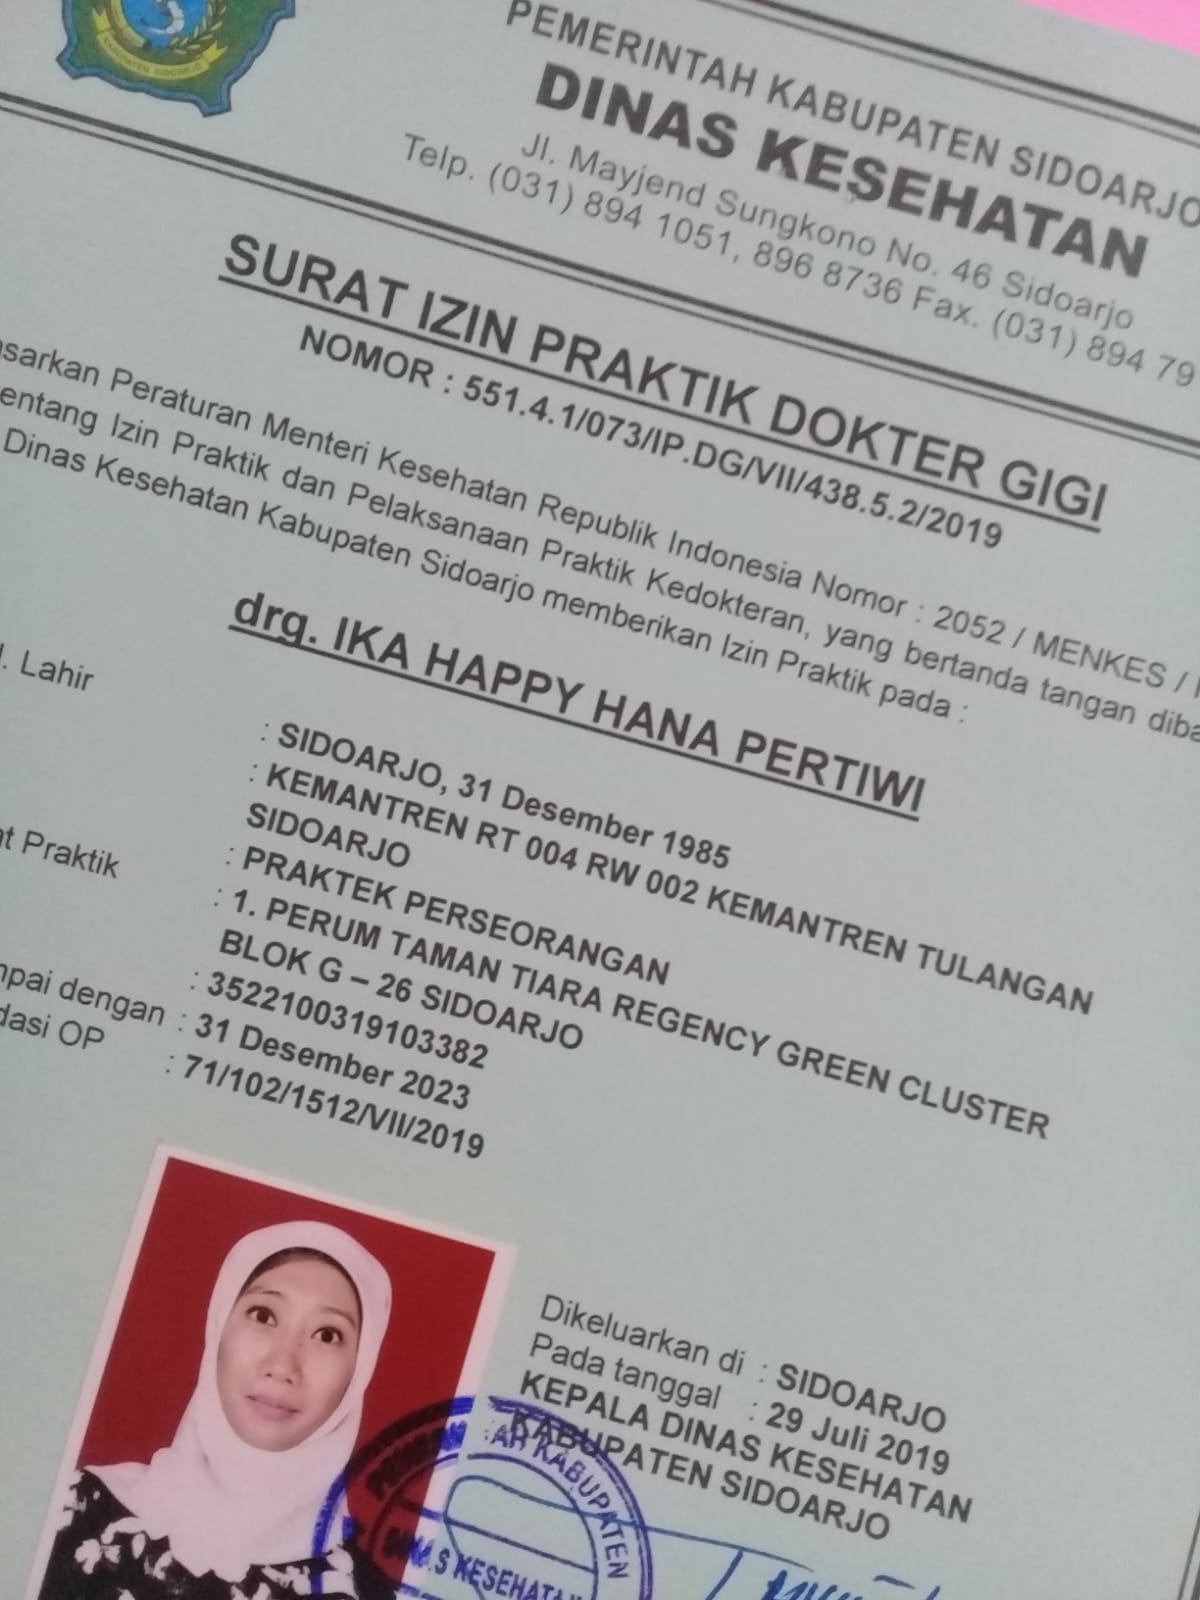 KABUPATEN SIDOARJO
PEMERINTAH KABUPATEN SIDOARJO
DINAS KESEHATAN
Jl. Mayjend Sungkono No. 46 Sidoarjo
Telp. (031) 894 1051, 896 8736 Fax. (031) 894 79
SURAT IZIN PRAKTIK DOKTER GIGI
NOMOR : 551.4.1/073/IP.DG/VII/438.5.2/2019
asarkan Peraturan Menteri Kesehatan Republik Indonesia Nomor : 2052 / MENKES /
entang Izin Praktik dan Pelaksanaan Praktik Kedokteran, yang bertanda tangan diba
Dinas Kesehatan Kabupaten Sidoarjo memberikan Izin Praktik pada :
drg. IKA HAPPY HANA PERTIWI
l. Lahir : SIDOARJO, 31 Desember 1985
: KEMANTREN RT 004 RW 002 KEMANTREN TULANGAN
SIDOARJO
: PRAKTEK PERSEORANGAN
at Praktik : 1. PERUM TAMAN TIARA REGENCY GREEN CLUSTER
BLOK G – 26 SIDOARJO
: 3522100319103382
mpai dengan : 31 Desember 2023
dasi OP : 71/102/1512/VII/2019
Dikeluarkan di : SIDOARJO
Pada tanggal : 29 Juli 2019
KEPALA DINAS KESEHATAN
KABUPATEN SIDOARJO
AH KABUPATEN
DINAS KESEHATAN